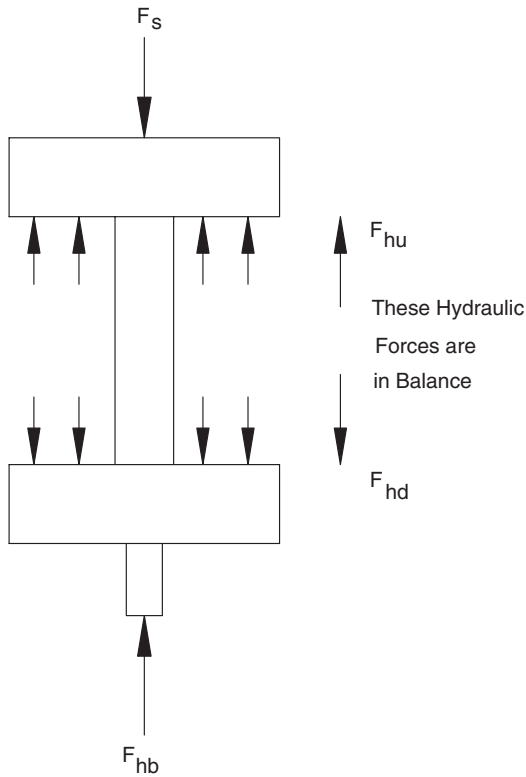 Fs
Fhu
These Hydraulic
Forces are
in Balance
Fhd
Fhb